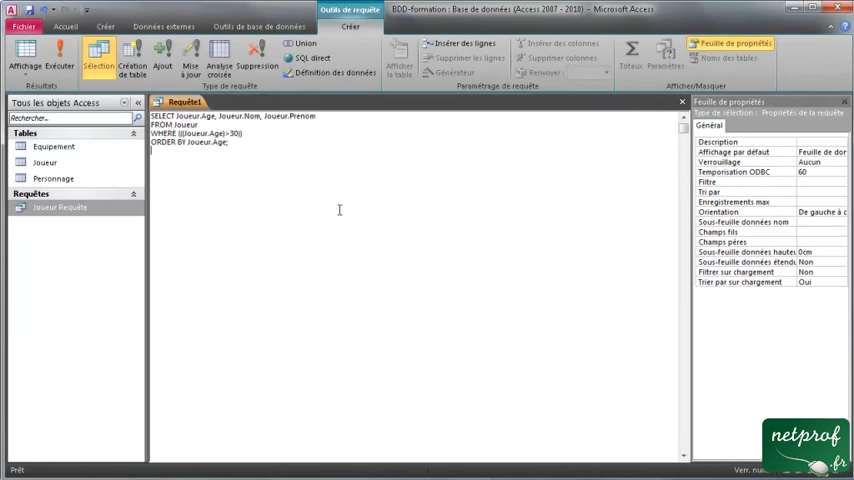 Outils de requête
BDD-formation : Base de données (Access 2007 - 2010) - Microsoft Access
Fichier Accueil Créer Données externes Outils de base de données Créer
Affichage Exécuter Sélection Création de table Ajout Mise à jour Analyse croisée Suppression
Union
SQL direct
Définition des données
Afficher la table
Insérer des lignes
Supprimer les lignes
Générateur
Insérer des colonnes
Supprimer colonnes
Renvoyer :
Totaux Paramètres
Feuille de propriétés
Noms des tables
Résultats Type de requête Paramétrage de requête Afficher/Masquer
Tous les objets Access
Rechercher...
Tables
Equipement
Joueur
Personnage
Requêtes
Joueur Requête
Requête1
SELECT Joueur.Age, Joueur.Nom, Joueur.Prenom
FROM Joueur
WHERE (((Joueur.Age)>30))
ORDER BY Joueur.Age;
Feuille de propriétés
Type de sélection : Propriétés de la requête
Général
Description
Affichage par défaut Feuille de don
Verrouillage Aucun
Temporisation ODBC 60
Filtre
Tri par
Enregistrements max
Orientation De gauche à d
Sous-feuille données nom
Champs fils
Champs pères
Sous-feuille données hauteu 0cm
Sous-feuille données étendu Non
Filtrer sur chargement Non
Trier par sur chargement Oui
netprof
.fr
Prêt
Verr. num